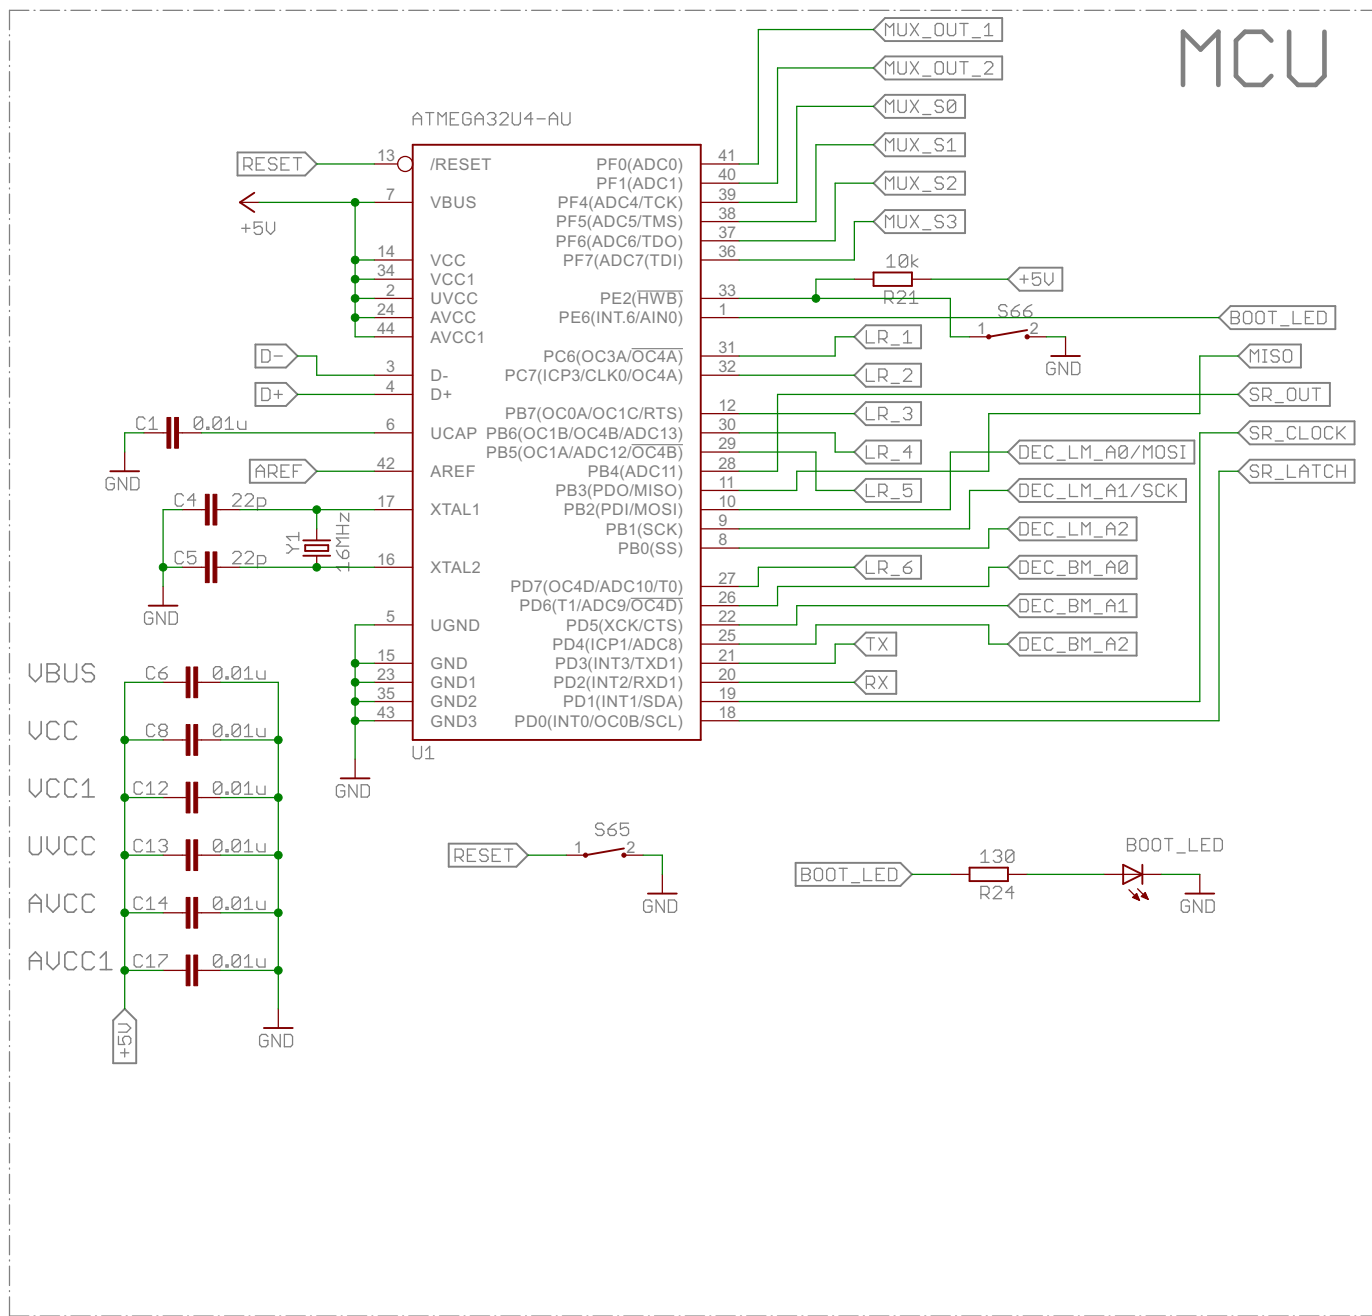 MCU
MUX_OUT_1
MUX_OUT_2
MUX_S0
MUX_S1
MUX_S2
MUX_S3
ATMEGA32U4-AU
RESET
13
/RESET
+5V
7
VBUS
14
VCC
34
VCC1
2
UVCC
24
AVCC
44
AVCC1
D-
3
D-
D+
4
D+
C1
0.01u
GND
6
UCAP
AREF
42
AREF
C4
22p
17
XTAL1
Y1
16MHz
C5
22p
GND
16
XTAL2
5
UGND
15
GND
23
GND1
35
GND2
43
GND3
GND
U1
PF0(ADC0)
41
PF1(ADC1)
40
PF4(ADC4/TCK)
39
PF5(ADC5/TMS)
38
PF6(ADC6/TDO)
37
PF7(ADC7(TDI)
36
10k
R21
+5V
PE2(HWB)
33
S66
1
2
GND
PE6(INT.6/AIN0)
1
BOOT_LED
PC6(OC3A/OC4A)
31
LR_1
PC7(ICP3/CLK0/OC4A)
32
LR_2
MISO
SR_OUT
PB7(OC0A/OC1C/RTS)
12
LR_3
PB6(OC1B/OC4B/ADC13)
30
LR_4
SR_CLOCK
PB5(OC1A/ADC12/OC4B)
29
DEC_LM_A0/MOSI
PB4(ADC11)
28
SR_LATCH
PB3(PDO/MISO)
11
LR_5
DEC_LM_A1/SCK
PB2(PDI/MOSI)
10
PB1(SCK)
9
DEC_LM_A2
PB0(SS)
8
LR_6
DEC_BM_A0
PD7(OC4D/ADC10/T0)
27
PD6(T1/ADC9/OC4D)
26
DEC_BM_A1
PD5(XCK/CTS)
22
PD4(ICP1/ADC8)
25
TX
DEC_BM_A2
PD3(INT3/TXD1)
21
PD2(INT2/RXD1)
20
RX
PD1(INT1/SDA)
19
PD0(INT0/OC0B/SCL)
18
VBUS
C6
0.01u
VCC
C8
0.01u
VCC1
C12
0.01u
UVCC
C13
0.01u
AVCC
C14
0.01u
AVCC1
C17
0.01u
+5V
GND
S65
RESET
1
2
GND
BOOT_LED
130
R24
BOOT_LED
GND